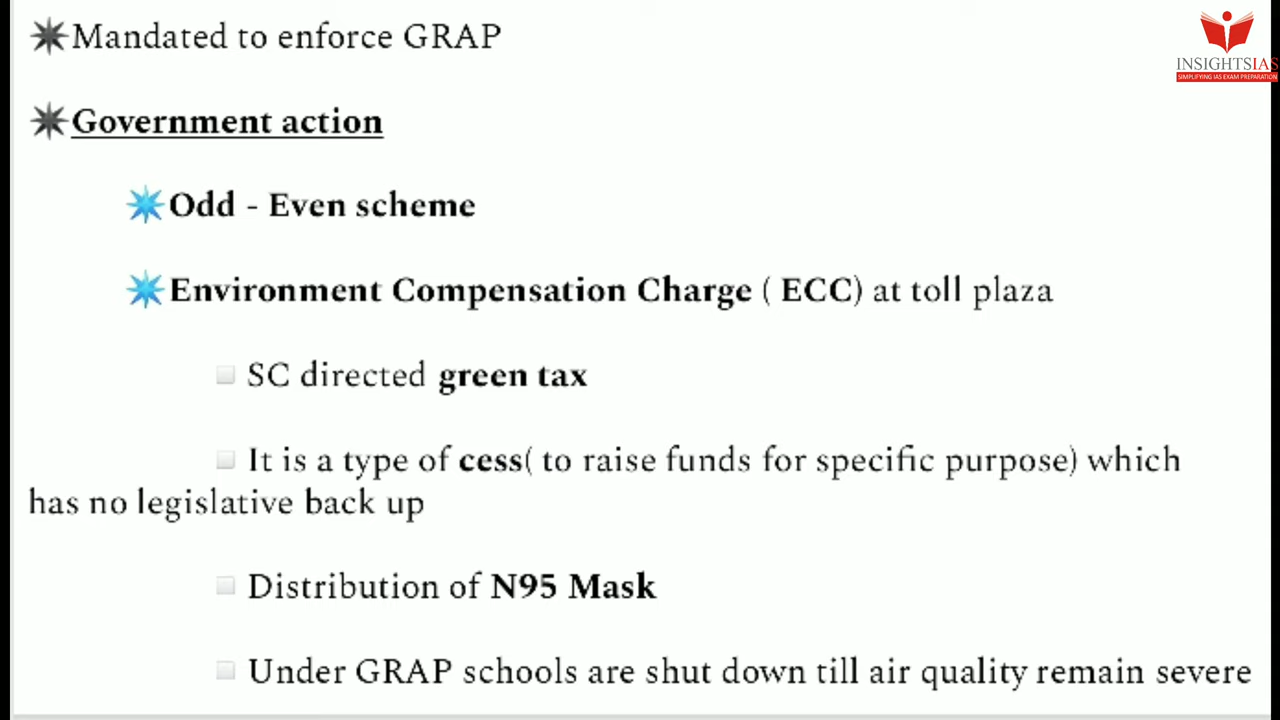 Mandated to enforce GRAP
INSIGHTSIAS
SIMPLIFYING IAS EXAM PREPARATION
Government action
Odd - Even scheme
Environment Compensation Charge ( ECC) at toll plaza
SC directed green tax
It is a type of cess( to raise funds for specific purpose) which
has no legislative back up
Distribution of N95 Mask
Under GRAP schools are shut down till air quality remain severe